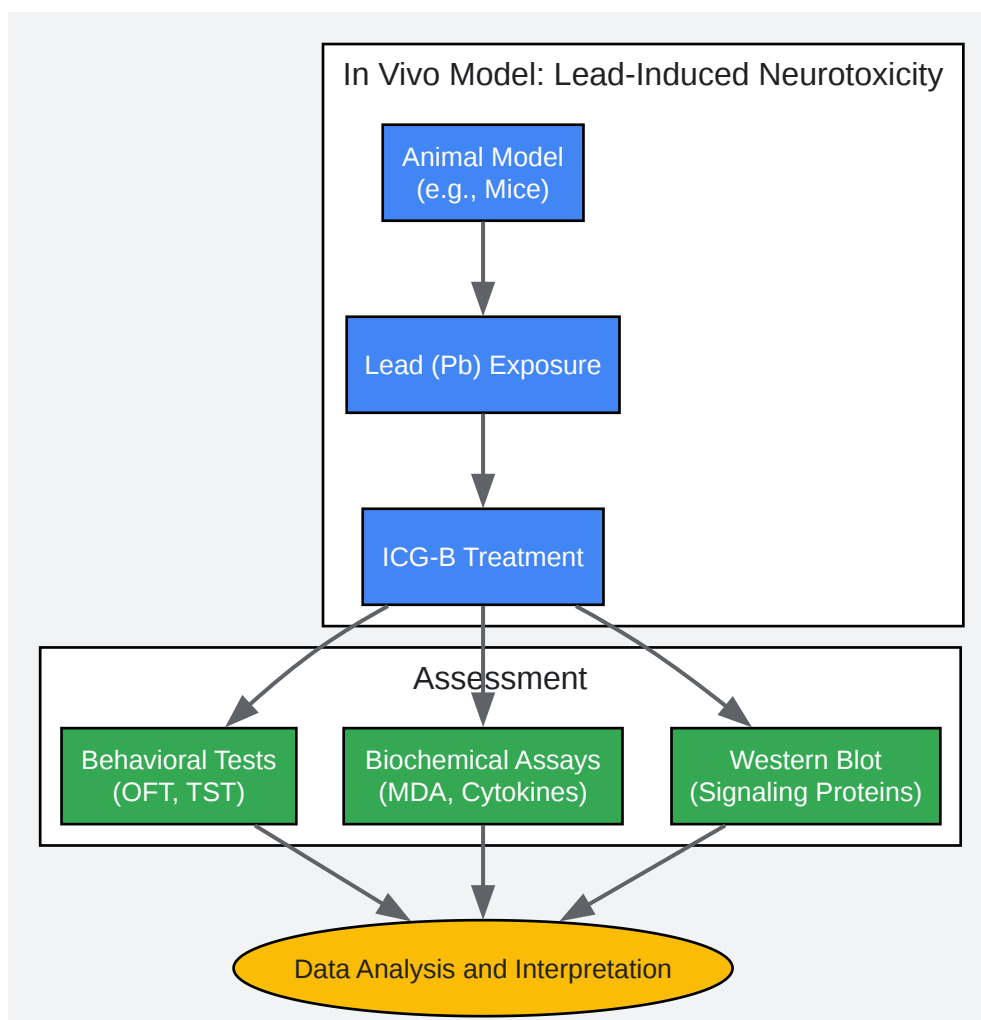 In Vivo Model: Lead-Induced Neurotoxicity
Animal Model
(e.g., Mice)
Lead (Pb) Exposure
ICG-B Treatment
Assessment
Behavioral Tests
(OFT, TST)
Biochemical Assays
(MDA, Cytokines)
Western Blot
(Signaling Proteins)
Data Analysis and Interpretation